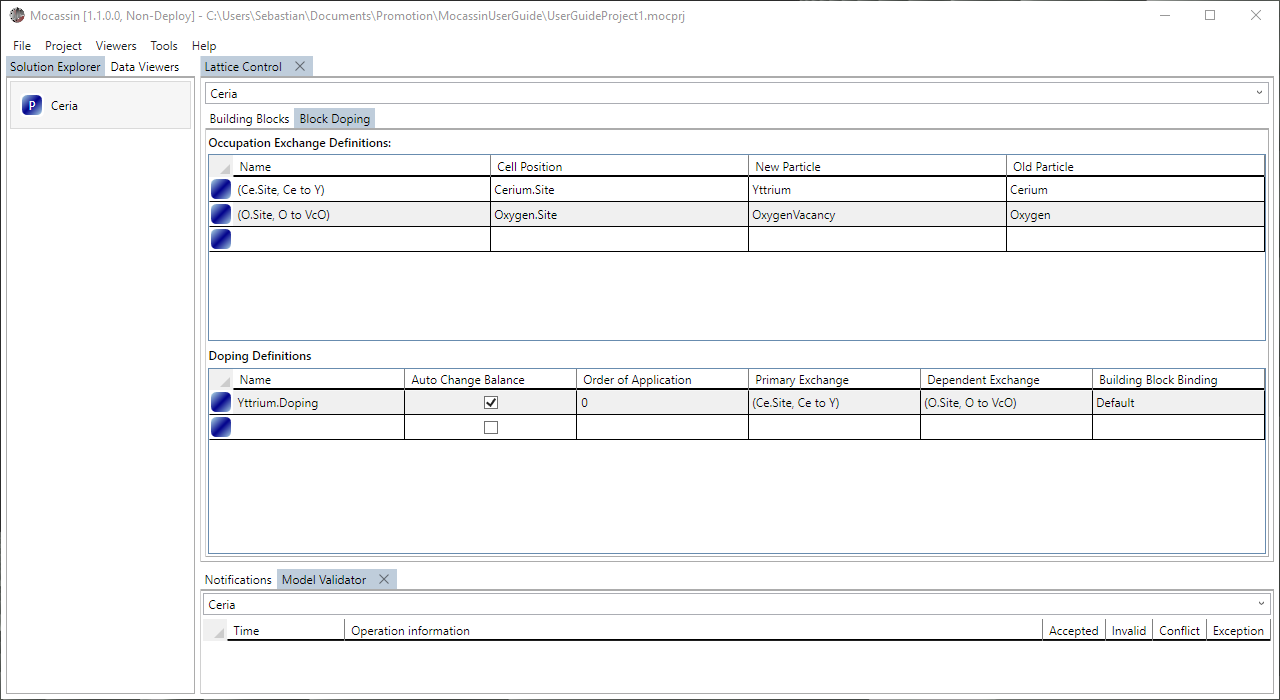 Mocassin [1.1.0.0, Non-Deploy] - C:\Users\Sebastian\Documents\Promotion\MocassinUserGuide\UserGuideProject1.mocprj
File Project Viewers Tools Help
Solution Explorer Data Viewers
P Ceria
Lattice Control
Ceria
Building Blocks Block Doping
Occupation Exchange Definitions:
Name Cell Position New Particle Old Particle
(Ce.Site, Ce to Y) Cerium.Site Yttrium Cerium
(O.Site, O to VcO) Oxygen.Site OxygenVacancy Oxygen
Doping Definitions
Name Auto Change Balance Order of Application Primary Exchange Dependent Exchange Building Block Binding
Yttrium.Doping 0 (Ce.Site, Ce to Y) (O.Site, O to VcO) Default
Notifications Model Validator
Ceria
Time Operation information Accepted Invalid Conflict Exception